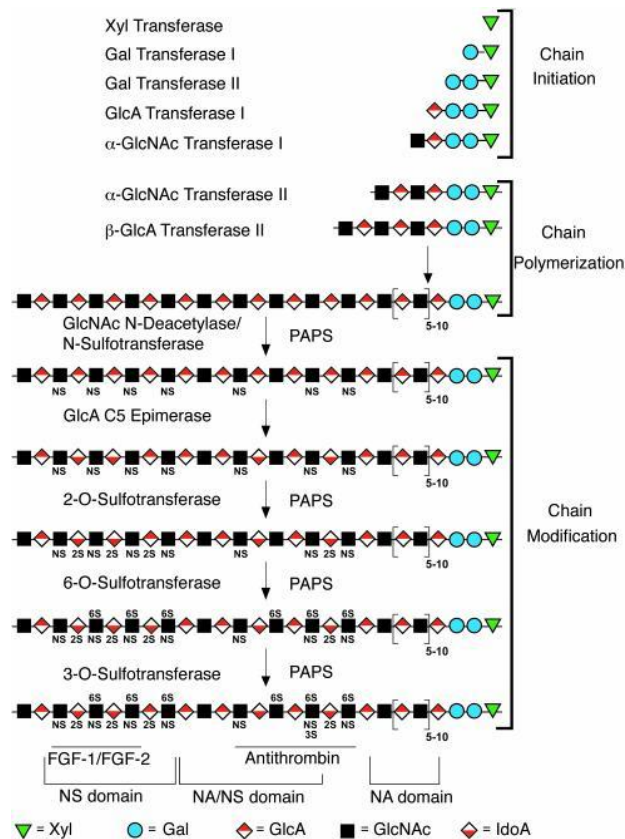 Xyl Transferase
Gal Transferase I
Gal Transferase II
GlcA Transferase I
α-GlcNAc Transferase I
Chain
Initiation
α-GlcNAc Transferase II
β-GlcA Transferase II
Chain
Polymerization
5-10
GlcNAc N-Deacetylase/
N-Sulfotransferase
PAPS
NS NS NS NS NS NS NS
5-10
GlcA C5 Epimerase
NS NS NS NS NS NS NS
5-10
2-O-Sulfotransferase
PAPS
Chain
Modification
NS 2S NS 2S NS 2S NS NS NS 2S NS
5-10
6-O-Sulfotransferase
PAPS
6S 6S 6S 6S 6S 6S
NS 2S NS 2S NS 2S NS NS NS 2S NS
5-10
3-O-Sulfotransferase
PAPS
6S 6S 6S 6S 6S 6S
NS 2S NS 2S NS 2S NS NS NS 2S NS
3S
5-10
FGF-1/FGF-2
Antithrombin
NS domain
NA/NS domain
NA domain
= Xyl = Gal = GlcA = GlcNAc = IdoA